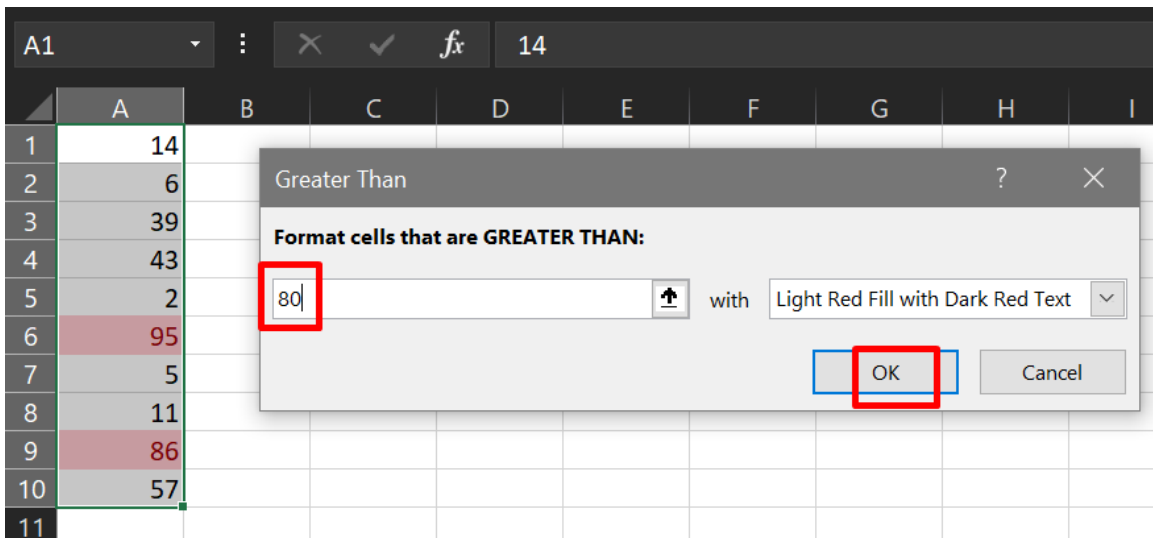 A1 fx 14
A B C D E F G H I
1 14
2 6
Greater Than ?
3 39
Format cells that are GREATER THAN:
4 43
5 2
80 with Light Red Fill with Dark Red Text
6 95
7 5
OK Cancel
8 11
9 86
10 57
11